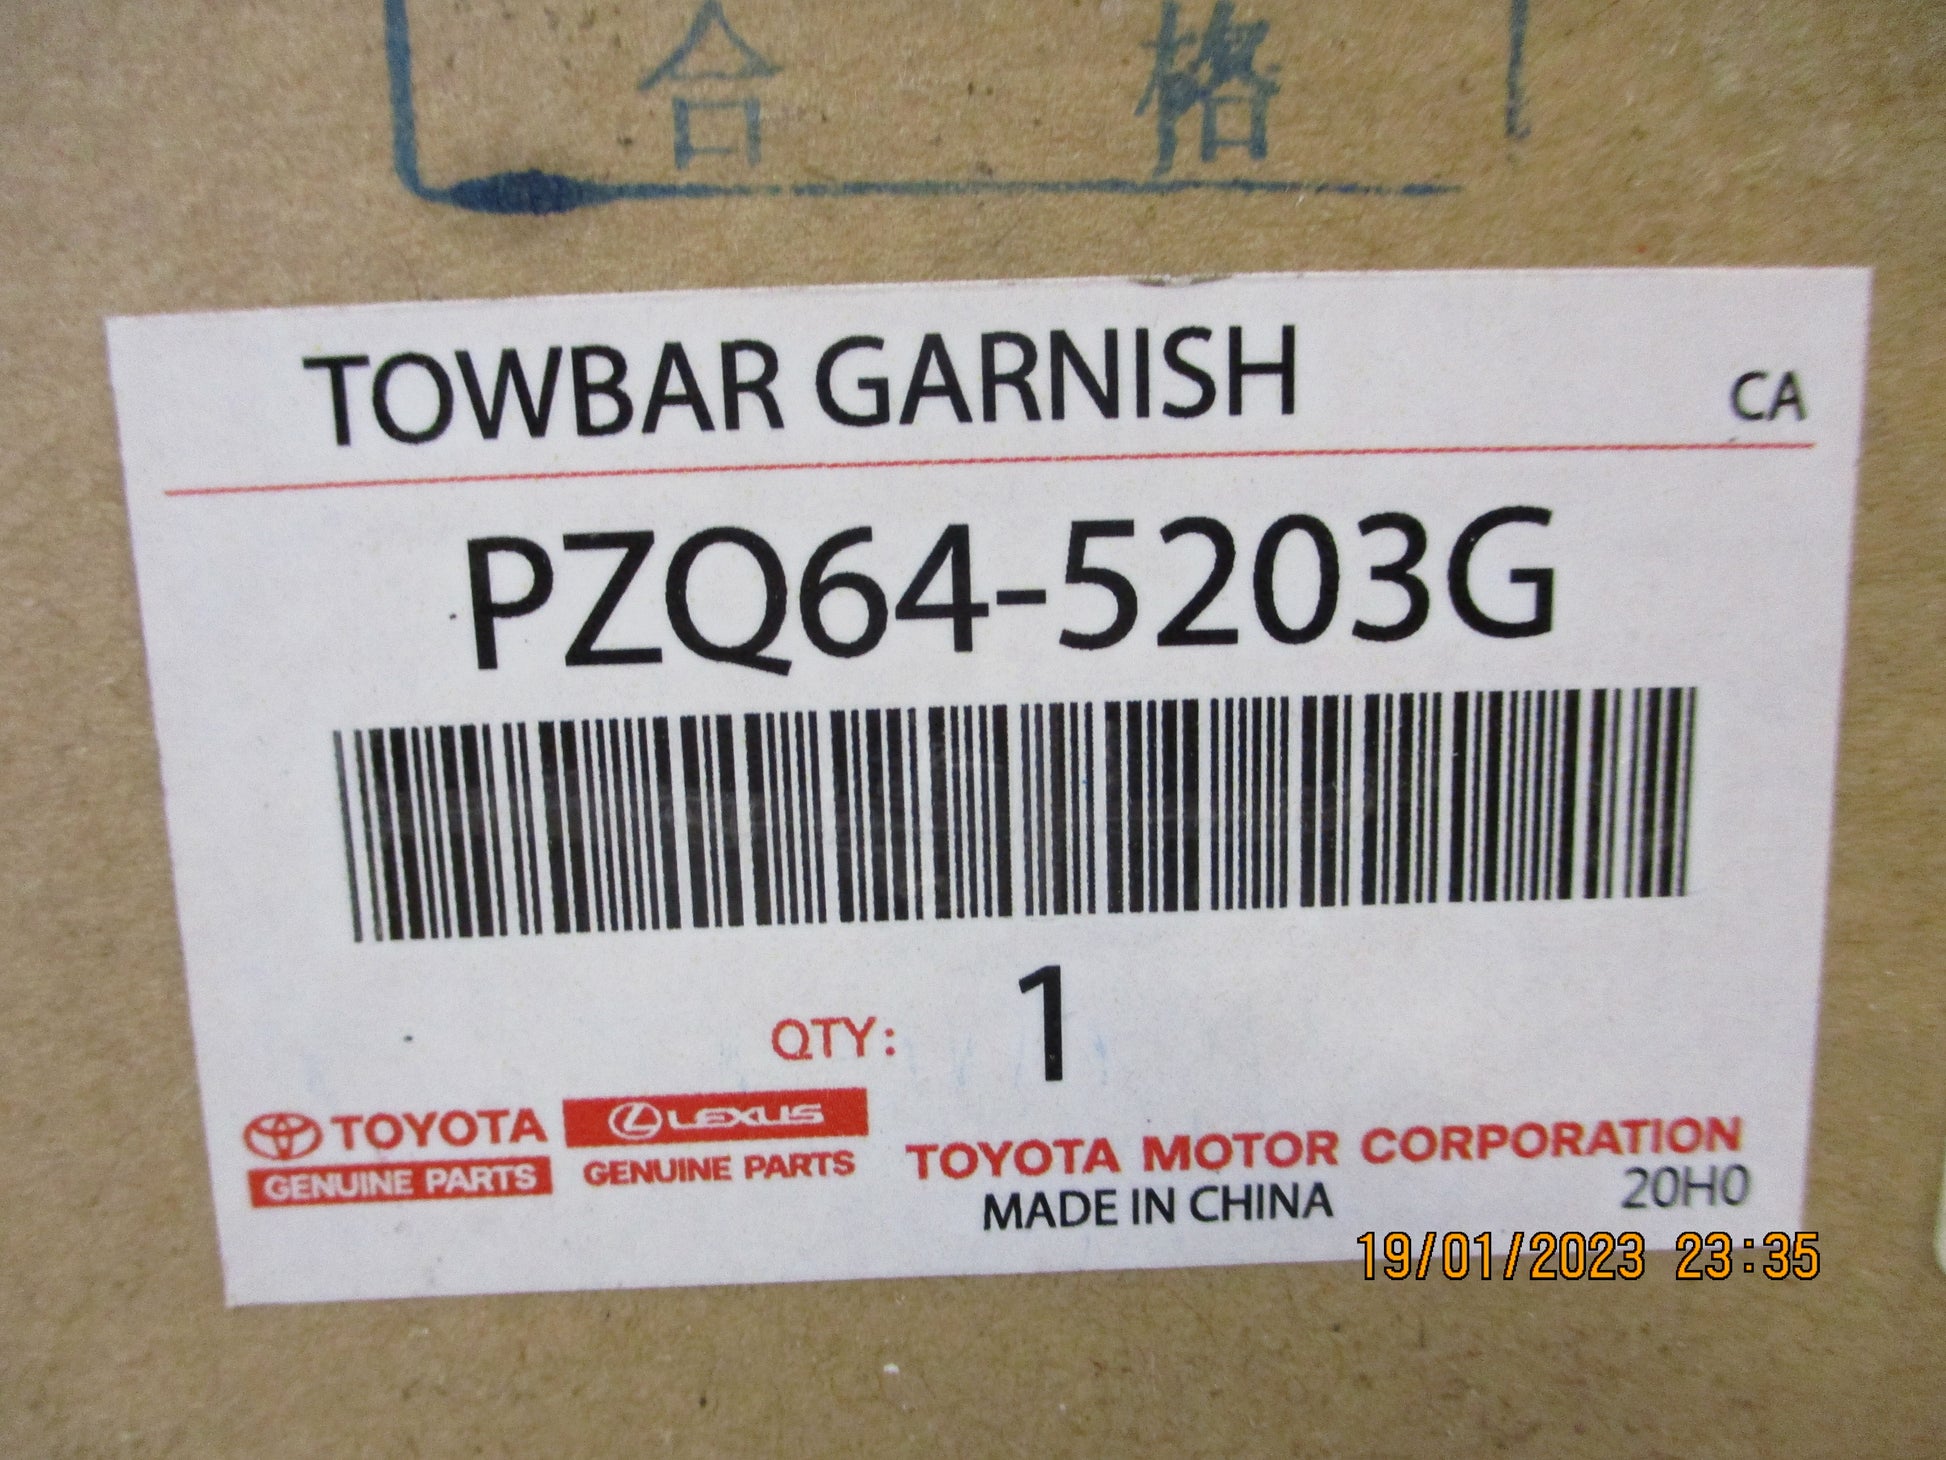 合格
TOWBAR GARNISH CA
PZQ64-5203G
QTY: 1
TOYOTA
GENUINE PARTS
LEXUS
GENUINE PARTS
TOYOTA MOTOR CORPORATION
MADE IN CHINA 20H0
19/01/2023 23:35